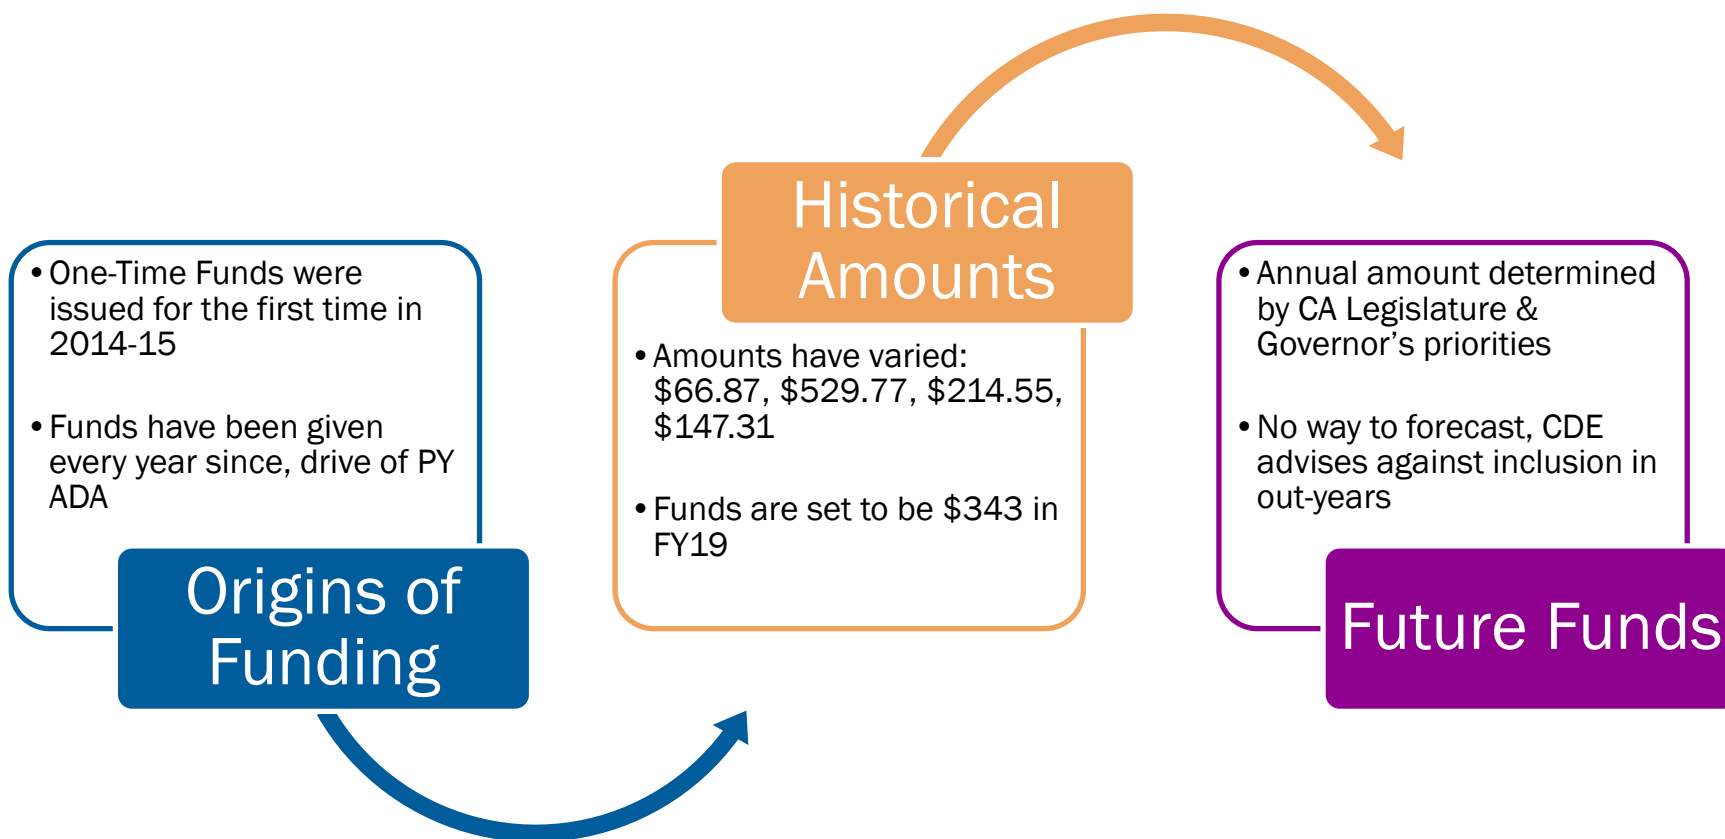 • One-Time Funds were
issued for the first time in
2014-15
• Funds have been given
every year since, drive of PY
ADA
Origins of
Funding
Historical
Amounts
• Amounts have varied:
$66.87, $529.77, $214.55,
$147.31
• Funds are set to be $343 in
FY19
• Annual amount determined
by CA Legislature &
Governor’s priorities
• No way to forecast, CDE
advises against inclusion in
out-years
Future Funds